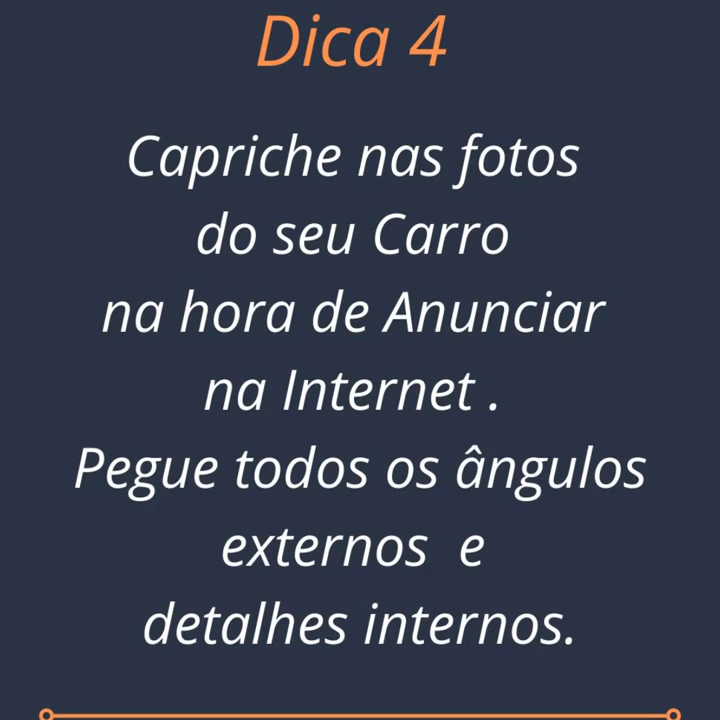 Dica 4
Capriche nas fotos
do seu Carro
na hora de Anunciar
na Internet .
Pegue todos os ângulos
externos e
detalhes internos.